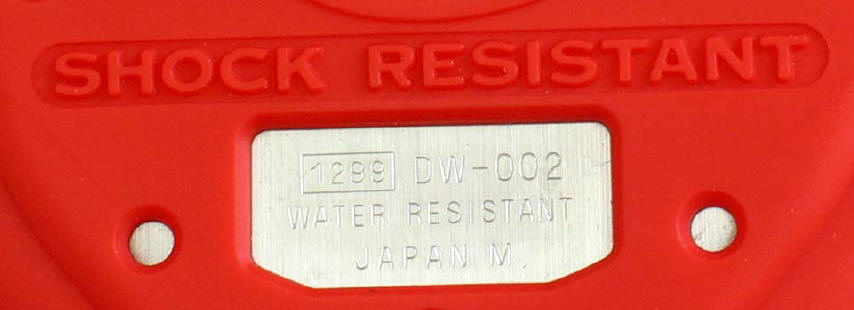 SHOCK RESISTANT
1299 DW-002
WATER RESISTANT
JAPAN M